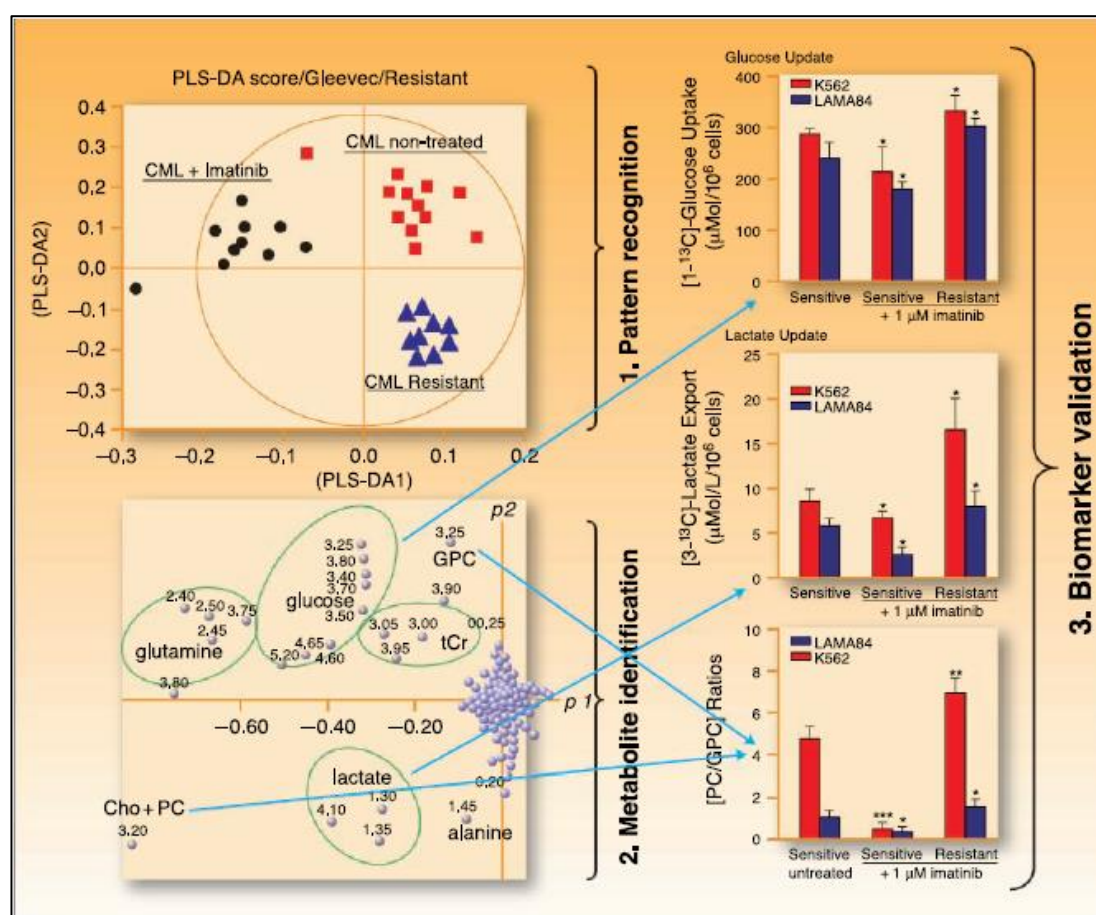 PLS-DA score/Gleevec/Resistant
0.4
0.3
0.2
0.1
0.0
−0.1
−0.2
−0.3
−0,4
(PLS-DA2)
CML + Imatinib
CML non-treated
CML Resistant
−0,3
−0.2
−0.1
0.0
0.1
0.2
(PLS-DA1)
1. Pattern recognition
p2
3.25
GPC
3.25
3.80
3.40
3.70
glucose
3.50
3.90
2.40
2.50
3.75
2.45
glutamine
3.05
3.00
00,25
tCr
3.95
4.65
5.20
4.60
3,80
p 1
−0.60
−0.40
−0.20
0,20
lactate
1.30
4,10
1,35
1,45
alanine
Cho + PC
3.20
2. Metabolite identification
Glucose Update
400
300
200
100
0
[1–¹³C]-Glucose Uptake
(µMol/10⁶ cells)
K562
LAMA84
*
*
*
*
Sensitive
Sensitive
Resistant
+ 1 µM imatinib
Lactate Update
25
20
15
10
5
0
[3–¹³C]-Lactate Export
(µMol/L/10⁶ cells)
K562
LAMA84
*
*
*
*
Sensitive
Sensitive
Resistant
+ 1 µM imatinib
10
8
6
4
2
0
[PC/GPC] Ratios
LAMA84
K562
***
*
**
*
Sensitive
untreated
Sensitive
Resistant
+ 1 µM imatinib
3. Biomarker validation